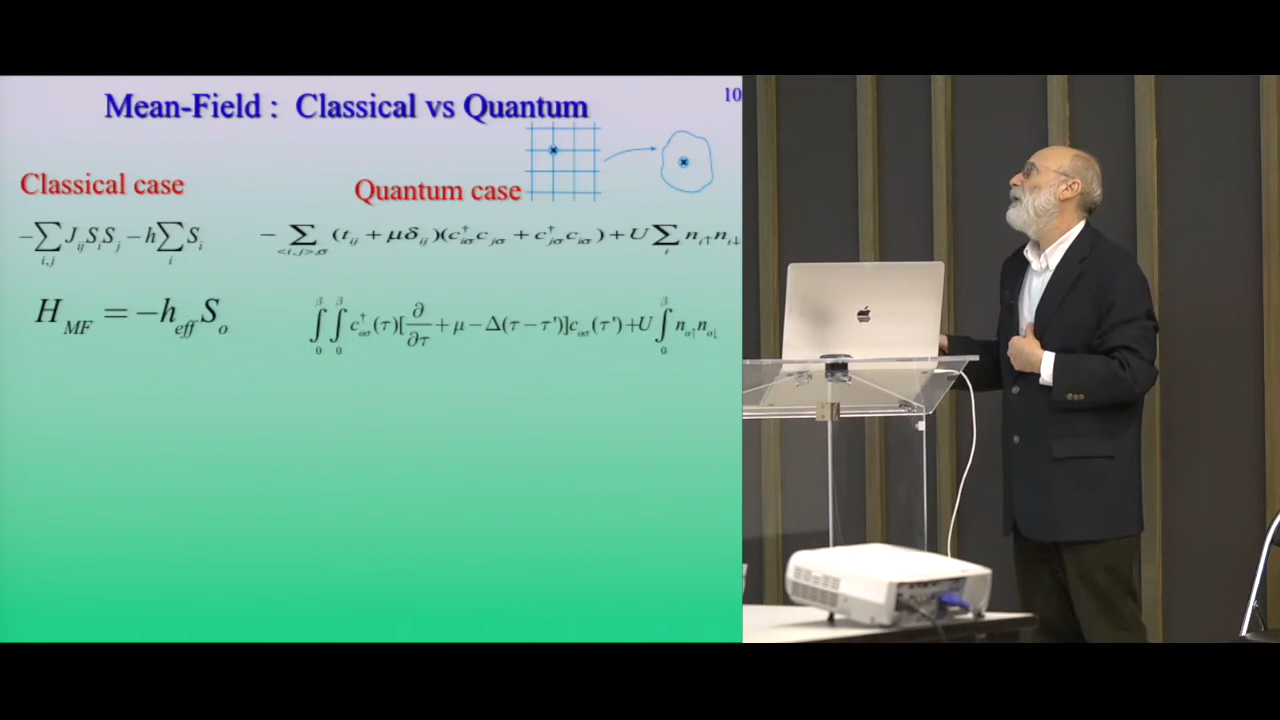 Mean-Field : Classical vs Quantum
10
Classical case
Quantum case
-∑_{i,j} J_{ij} S_i S_j - h ∑_i S_i
-∑_{<i,j>,σ} (t_{ij} + μδ_{ij})(c†_{iσ} c_{jσ} + c†_{jσ} c_{iσ}) + U ∑_i n_{i↑} n_{i↓}
H_{MF} = -h_{eff} S_o
∫_0^β ∫_0^β c†_{oσ}(τ)[∂/∂τ + μ - Δ(τ - τ')]c_{oσ}(τ') + U ∫_0^β n_{o↑} n_{o↓}